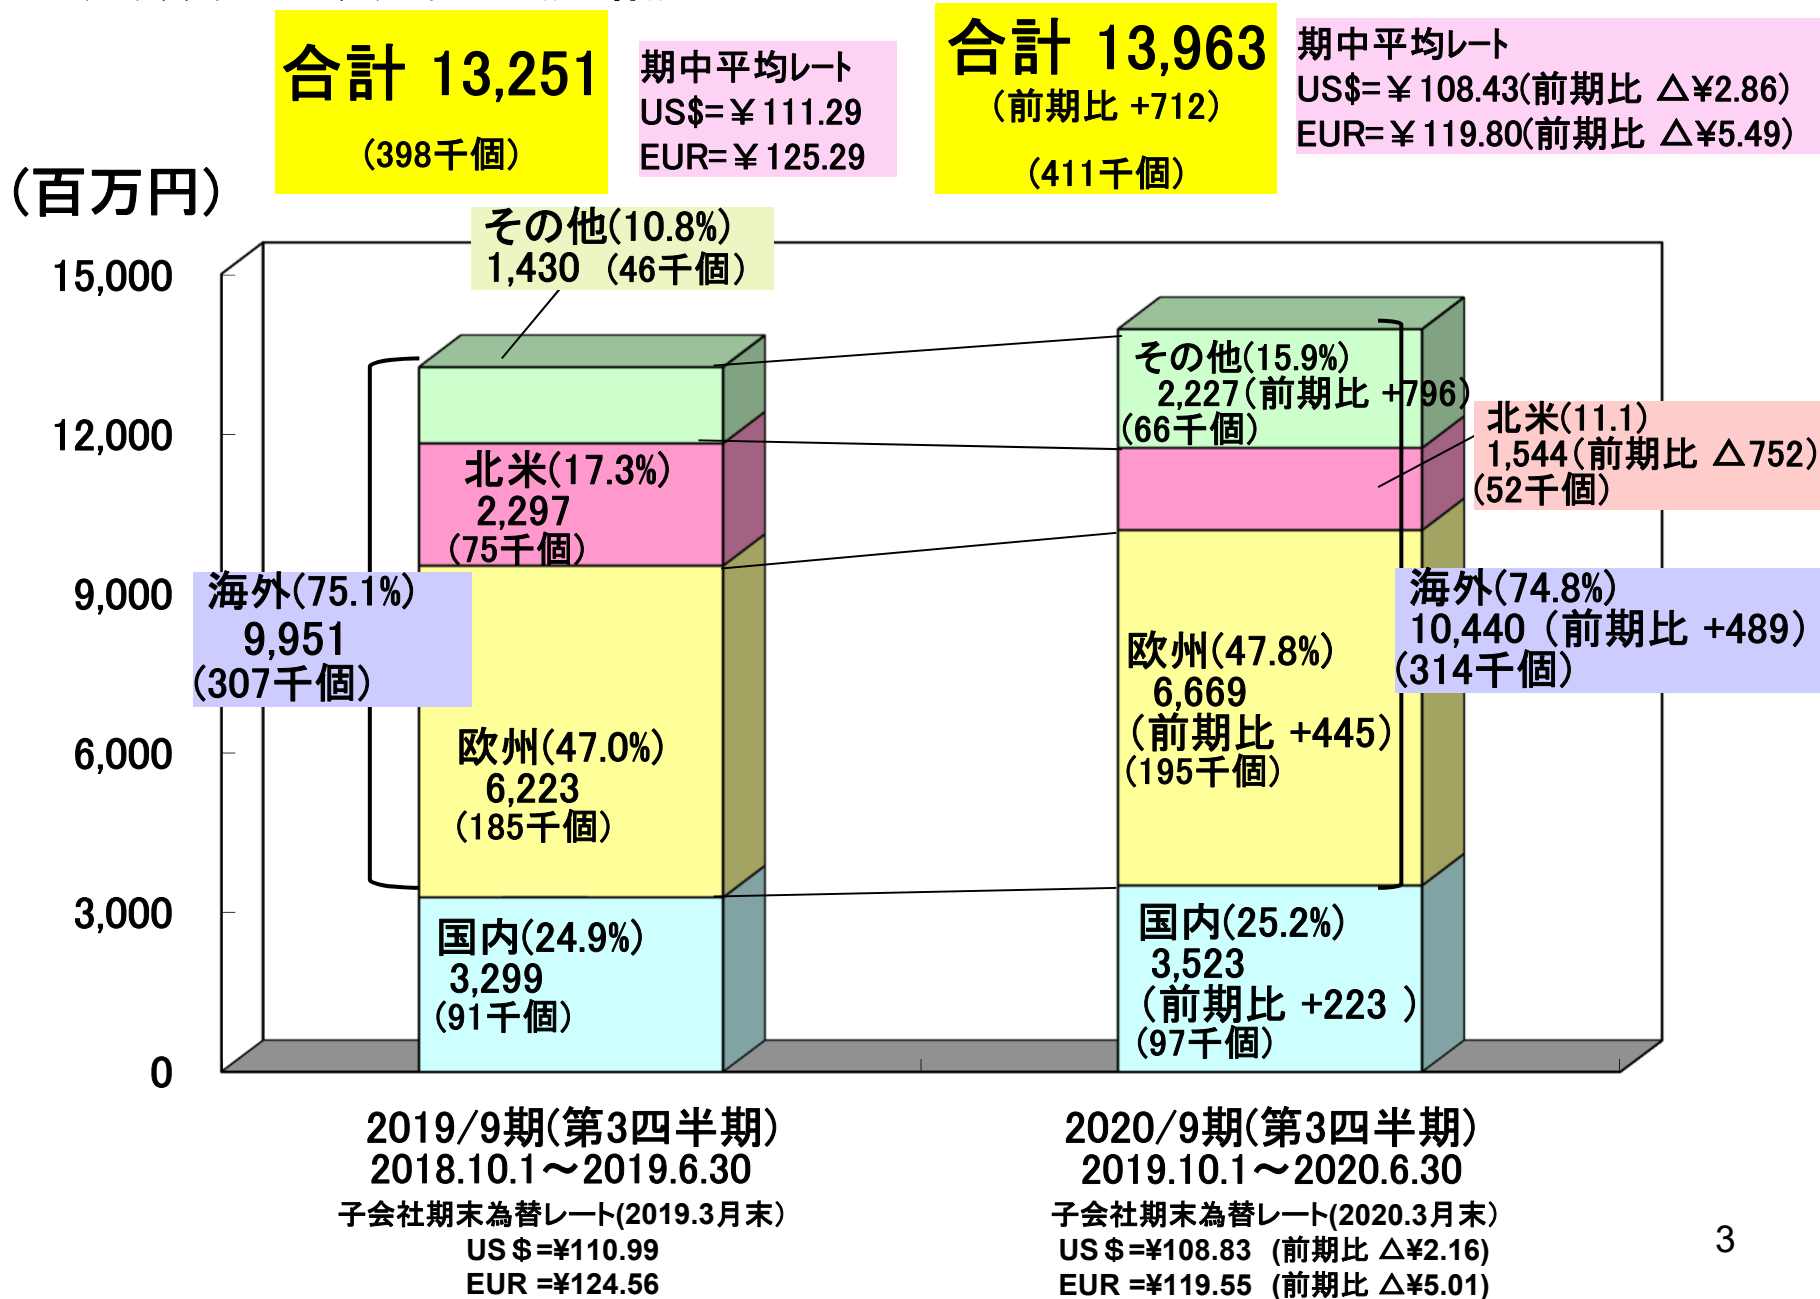 合計 13,251
(398千個)
期中平均レート
US$=￥111.29
EUR=￥125.29
合計 13,963
(前期比 +712)
(411千個)
期中平均レート
US$=￥108.43(前期比 △¥2.86)
EUR=￥119.80(前期比 △¥5.49)
(百万円)
15,000
12,000
9,000
6,000
3,000
0
その他(10.8%)
1,430 (46千個)
北米(17.3%)
2,297
(75千個)
海外(75.1%)
9,951
(307千個)
欧州(47.0%)
6,223
(185千個)
国内(24.9%)
3,299
(91千個)
その他(15.9%)
2,227(前期比 +796)
(66千個)
北米(11.1)
1,544(前期比 △752)
(52千個)
海外(74.8%)
10,440 (前期比 +489)
(314千個)
欧州(47.8%)
6,669
(前期比 +445)
(195千個)
国内(25.2%)
3,523
(前期比 +223 )
(97千個)
2019/9期(第3四半期)
2018.10.1～2019.6.30
子会社期末為替レート(2019.3月末)
US＄=¥110.99
EUR =¥124.56
2020/9期(第3四半期)
2019.10.1～2020.6.30
子会社期末為替レート(2020.3月末)
US＄=¥108.83 (前期比 △¥2.16)
EUR =¥119.55 (前期比 △¥5.01)
3